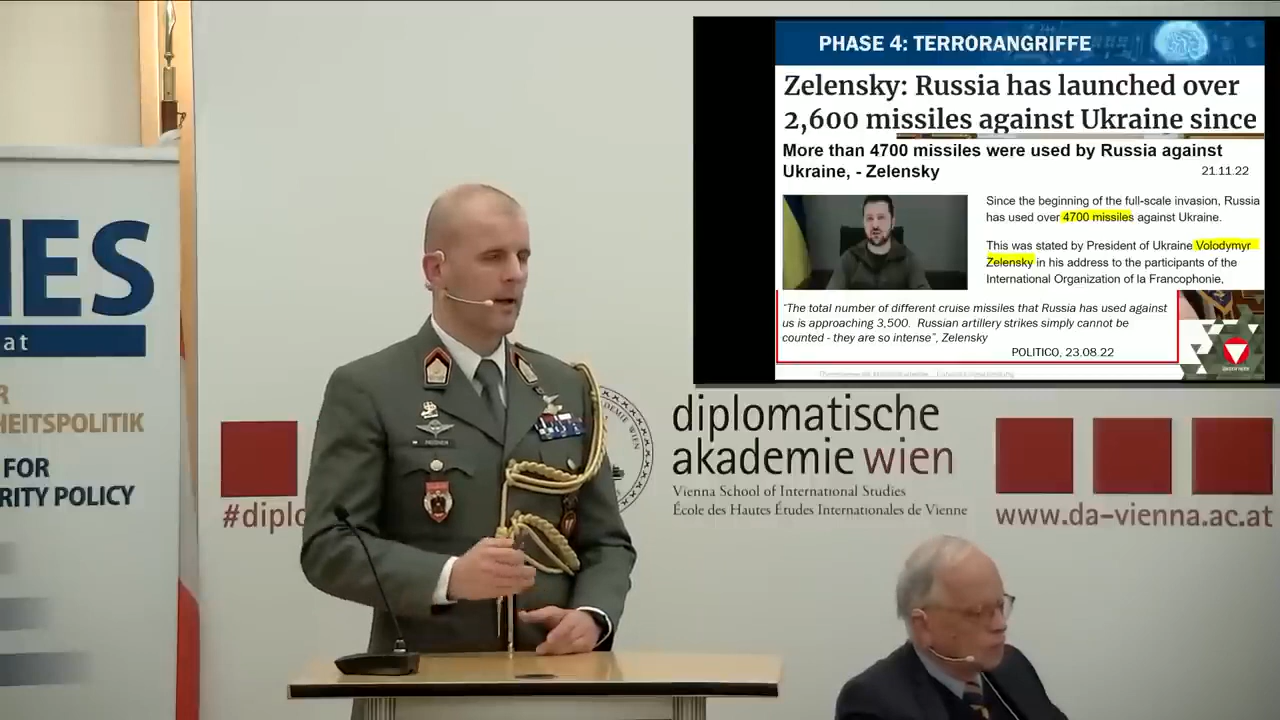 PHASE 4: TERRORANGRIFFE
Zelensky: Russia has launched over
2,600 missiles against Ukraine since
More than 4700 missiles were used by Russia against
Ukraine, - Zelensky
21.11.22
Since the beginning of the full-scale invasion, Russia
has used over 4700 missiles against Ukraine.
This was stated by President of Ukraine Volodymyr
Zelensky in his address to the participants of the
International Organization of la Francophonie,
"The total number of different cruise missiles that Russia has used against
us is approaching 3,500. Russian artillery strikes simply cannot be
counted - they are so intense", Zelensky
POLITICO, 23.08.22
IES
at
R
HEITSPOLITIK
FOR
RITY POLICY
#diplo
diplomatische
akademie wien
Vienna School of International Studies
École des Hautes Études Internationales de Vienne
www.da-vienna.ac.at